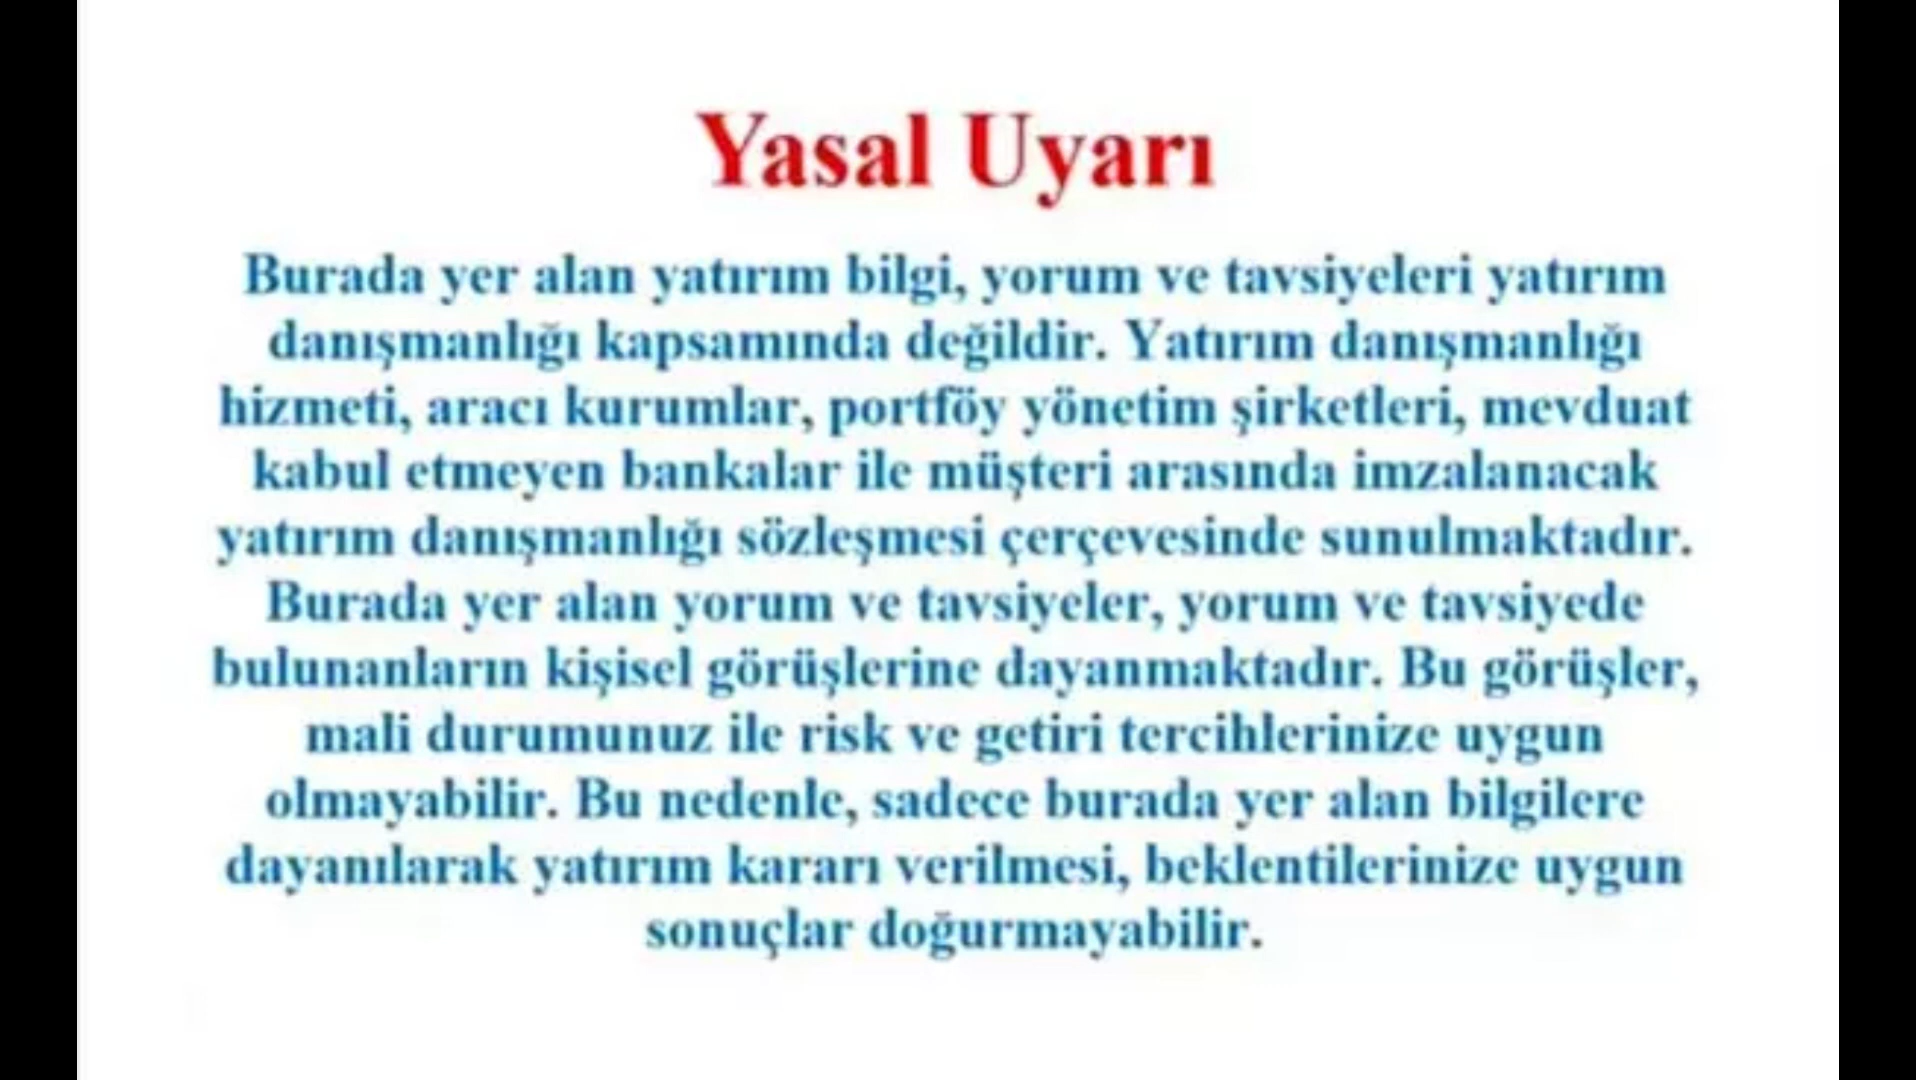 Yasal Uyarı
Burada yer alan yatırım bilgi, yorum ve tavsiyeleri yatırım
danışmanlığı kapsamında değildir. Yatırım danışmanlığı
hizmeti, aracı kurumlar, portföy yönetim şirketleri, mevduat
kabul etmeyen bankalar ile müşteri arasında imzalanacak
yatırım danışmanlığı sözleşmesi çerçevesinde sunulmaktadır.
Burada yer alan yorum ve tavsiyeler, yorum ve tavsiyede
bulunanların kişisel görüşlerine dayanmaktadır. Bu görüşler,
mali durumunuz ile risk ve getiri tercihlerinize uygun
olmayabilir. Bu nedenle, sadece burada yer alan bilgilere
dayanılarak yatırım kararı verilmesi, beklentilerinize uygun
sonuçlar doğurmayabilir.